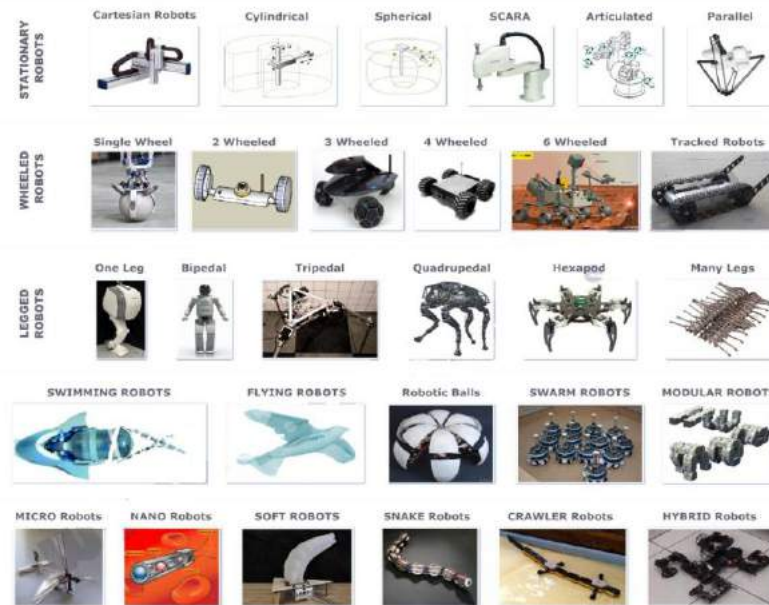 STATIONARY
ROBOTS
Cartesian Robots Cylindrical Spherical SCARA Articulated Parallel
WHEELED
ROBOTS
Single Wheel 2 Wheeled 3 Wheeled 4 Wheeled 6 Wheeled Tracked Robots
LEGGED
ROBOTS
One Leg Bipedal Tripedal Quadrupedal Hexapod Many Legs
SWIMMING ROBOTS FLYING ROBOTS Robotic Balls SWARM ROBOTS MODULAR ROBOT
MICRO Robots NANO Robots SOFT ROBOTS SNAKE Robots CRAWLER Robots HYBRID Robots